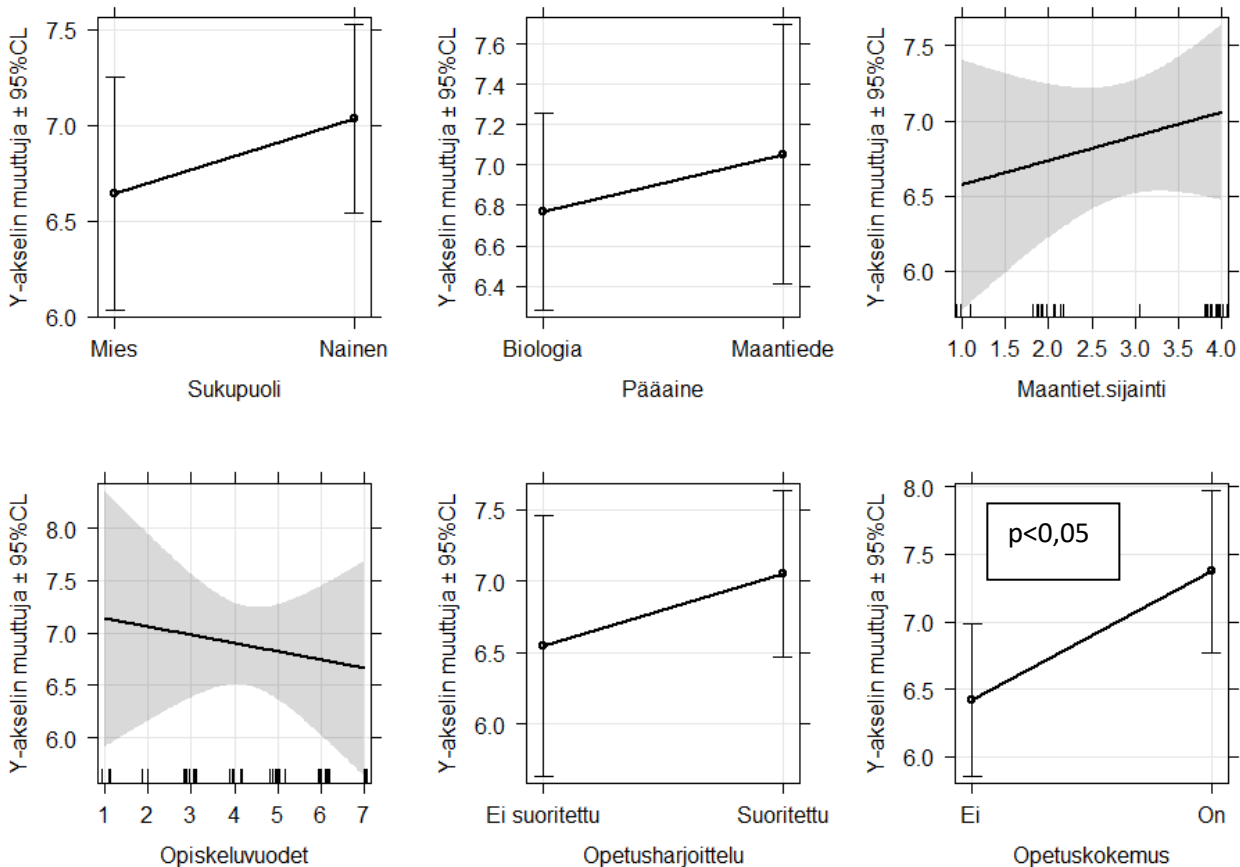 Y-akselin muuttuja ± 95%CL
7.5
7.0
6.5
6.0
Mies Nainen
Sukupuoli
Y-akselin muuttuja ± 95%CL
7.6
7.4
7.2
7.0
6.8
6.6
6.4
Biologia Maantiede
Pääaine
Y-akselin muuttuja ± 95%CL
7.5
7.0
6.5
6.0
1.0 1.5 2.0 2.5 3.0 3.5 4.0
Maantiet.sijainti
Y-akselin muuttuja ± 95%CL
8.0
7.5
7.0
6.5
6.0
1 2 3 4 5 6 7
Opiskeluvuodet
Y-akselin muuttuja ± 95%CL
7.5
7.0
6.5
6.0
Ei suoritettu Suoritettu
Opetusharjoittelu
Y-akselin muuttuja ± 95%CL
8.0
7.5
7.0
6.5
6.0
p<0,05
Ei On
Opetuskokemus